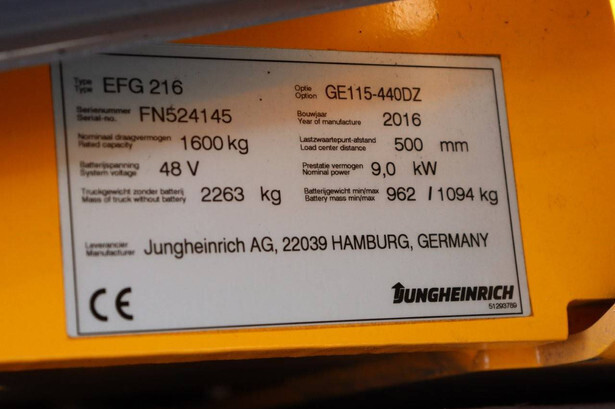 Type EFG 216 Optie GE115-440DZ
Type Option
Serienummer FN524145 Bouwjaar 2016
Serial-no. Year of manufacture
Nominaal draagvermogen 1600 kg Lastzwaartepunt-afstand 500 mm
Rated capacity Load center distance
Batterijspanning 48 V Prestatie vermogen 9,0 kW
System voltage Nominal power
Truckgewicht zonder batterij 2263 kg Batterijgewicht min/max 962 / 1094 kg
Mass of truck without battery Battery mass min/max
Leverancier Jungheinrich AG, 22039 HAMBURG, GERMANY
Manufacturer
CE JUNGHEINRICH
51293789